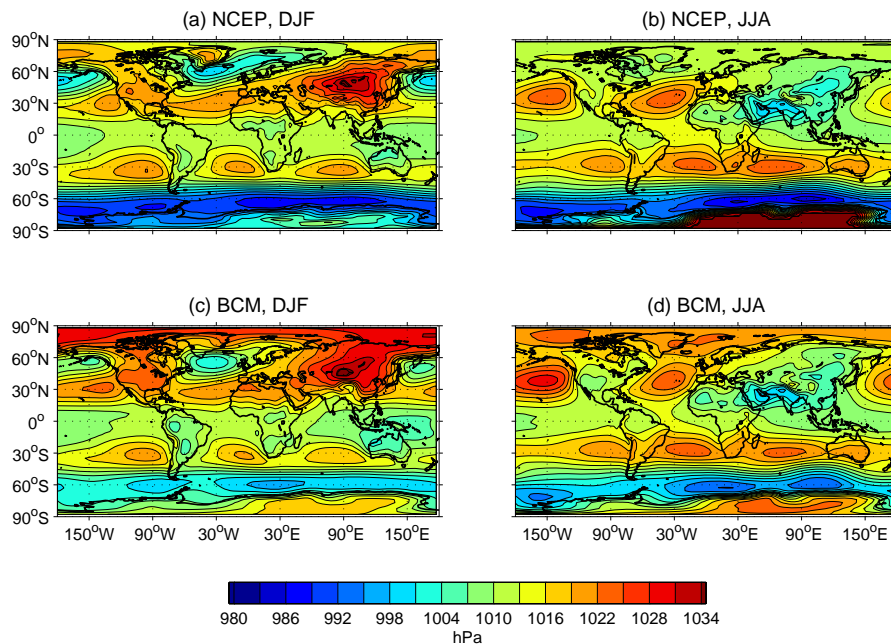 (a) NCEP, DJF
(b) NCEP, JJA
90°N
60°N
30°N
0°
30°S
60°S
90°S
(c) BCM, DJF
(d) BCM, JJA
90°N
60°N
30°N
0°
30°S
60°S
90°S
150°W 90°W 30°W 30°E 90°E 150°E
150°W 90°W 30°W 30°E 90°E 150°E
980 986 992 998 1004 1010 1016 1022 1028 1034
hPa